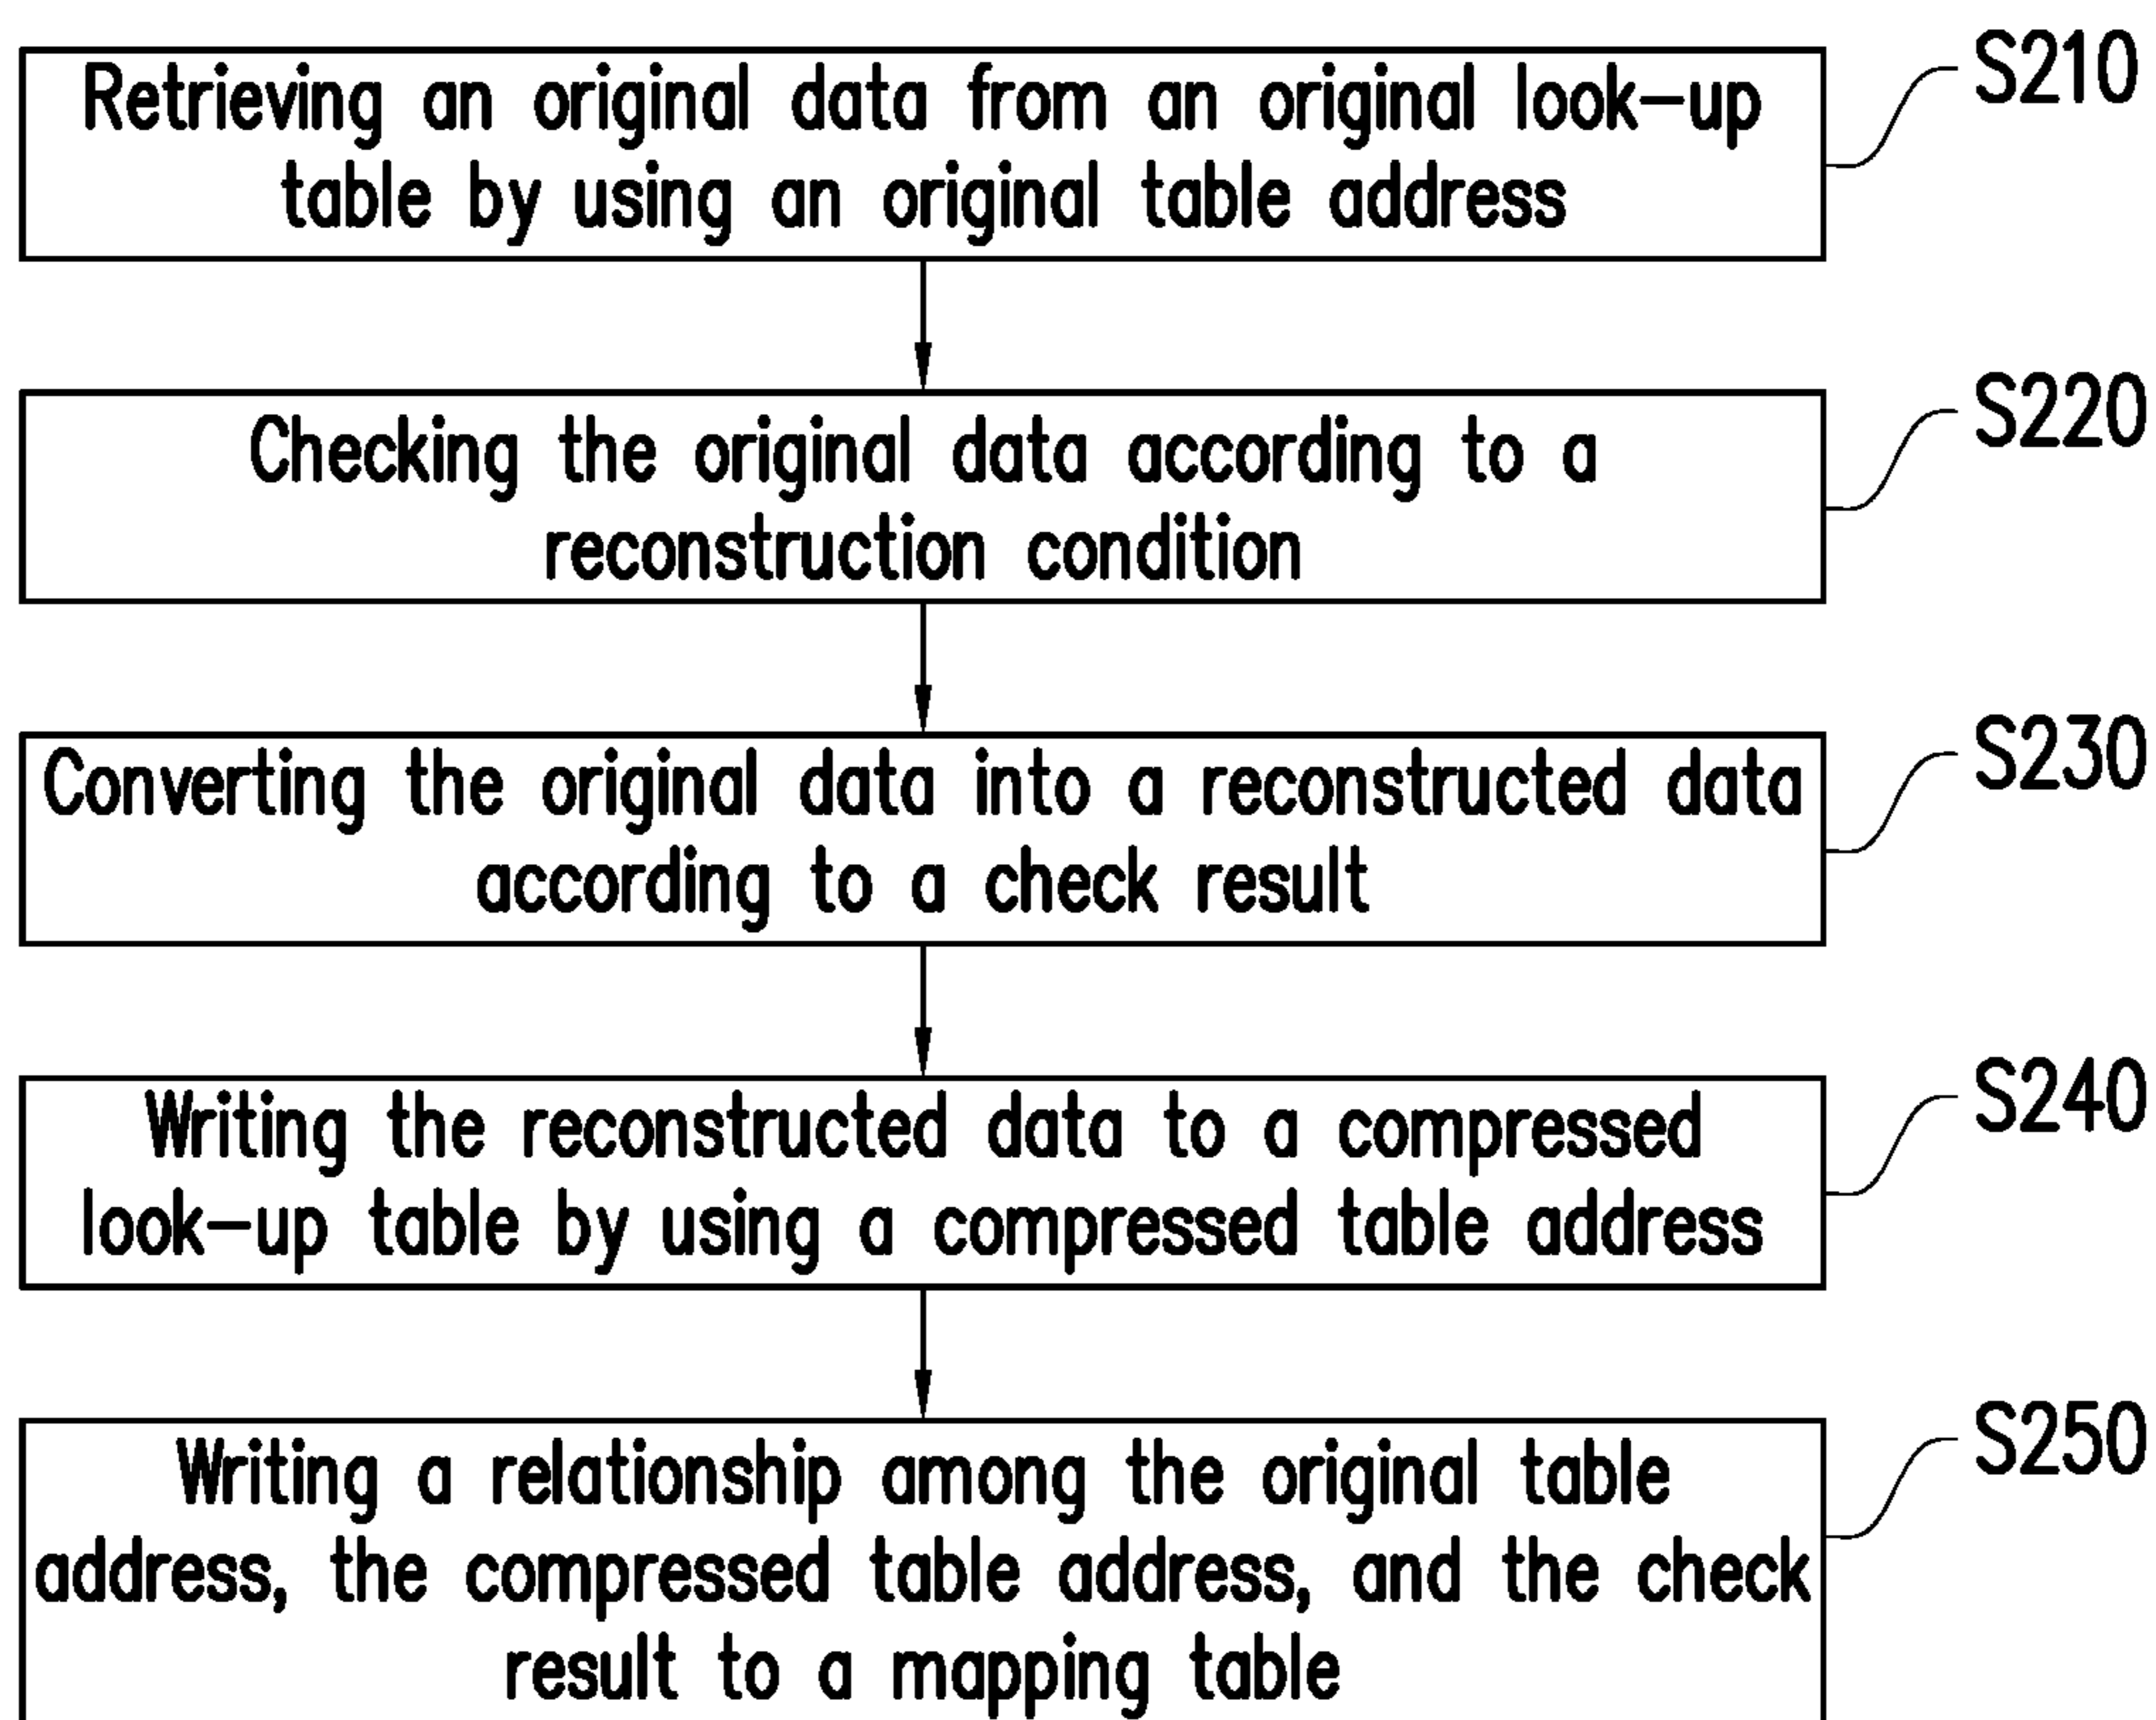 Retrieving an original data from an original look-up
table by using an original table address
S210
Checking the original data according to a
reconstruction condition
S220
Converting the original data into a reconstructed data
according to a check result
S230
Writing the reconstructed data to a compressed
look-up table by using a compressed table address
S240
Writing a relationship among the original table
address, the compressed table address, and the check
result to a mapping table
S250